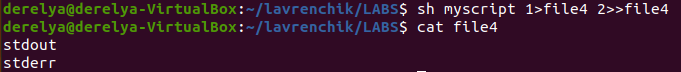 derelya@derelya-VirtualBox:~/lavrenchik/LABS$ sh myscript 1>file4 2>>file4
derelya@derelya-VirtualBox:~/lavrenchik/LABS$ cat file4
stdout
stderr